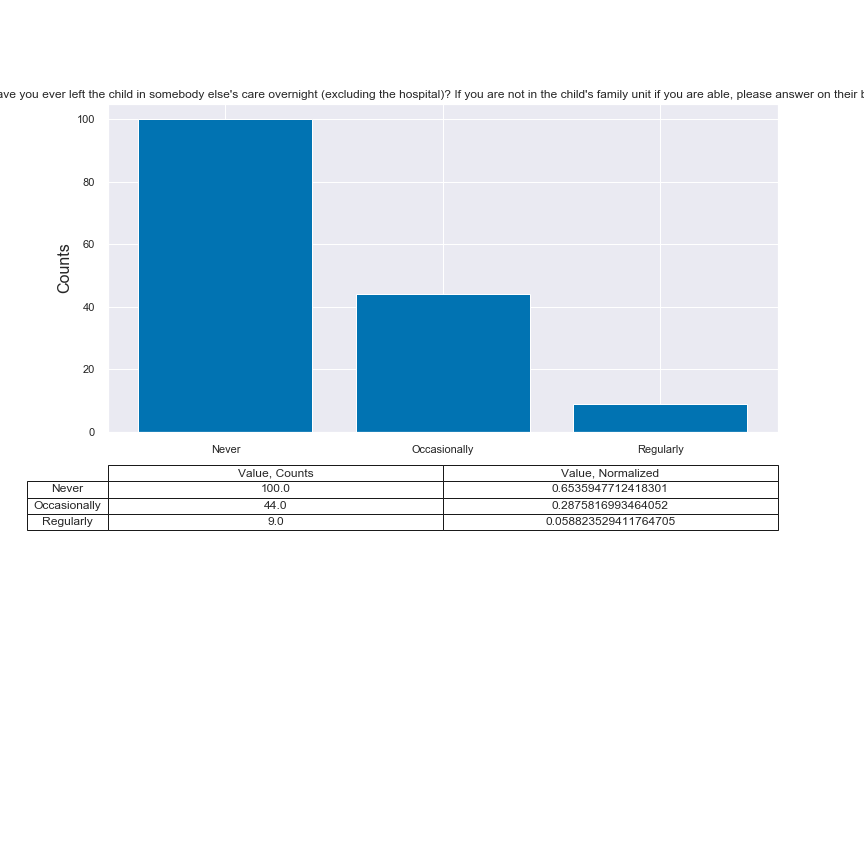 you ever left the child in somebody else's care overnight (excluding the hospital)? If you are not in the child's family unit if you are able, please answer on their
100
80
60
40
20
0
Counts
Never Occasionally Regularly
Value, Counts Value, Normalized
Never 100.0 0.6535947712418301
Occasionally 44.0 0.2875816993464052
Regularly 9.0 0.058823529411764705